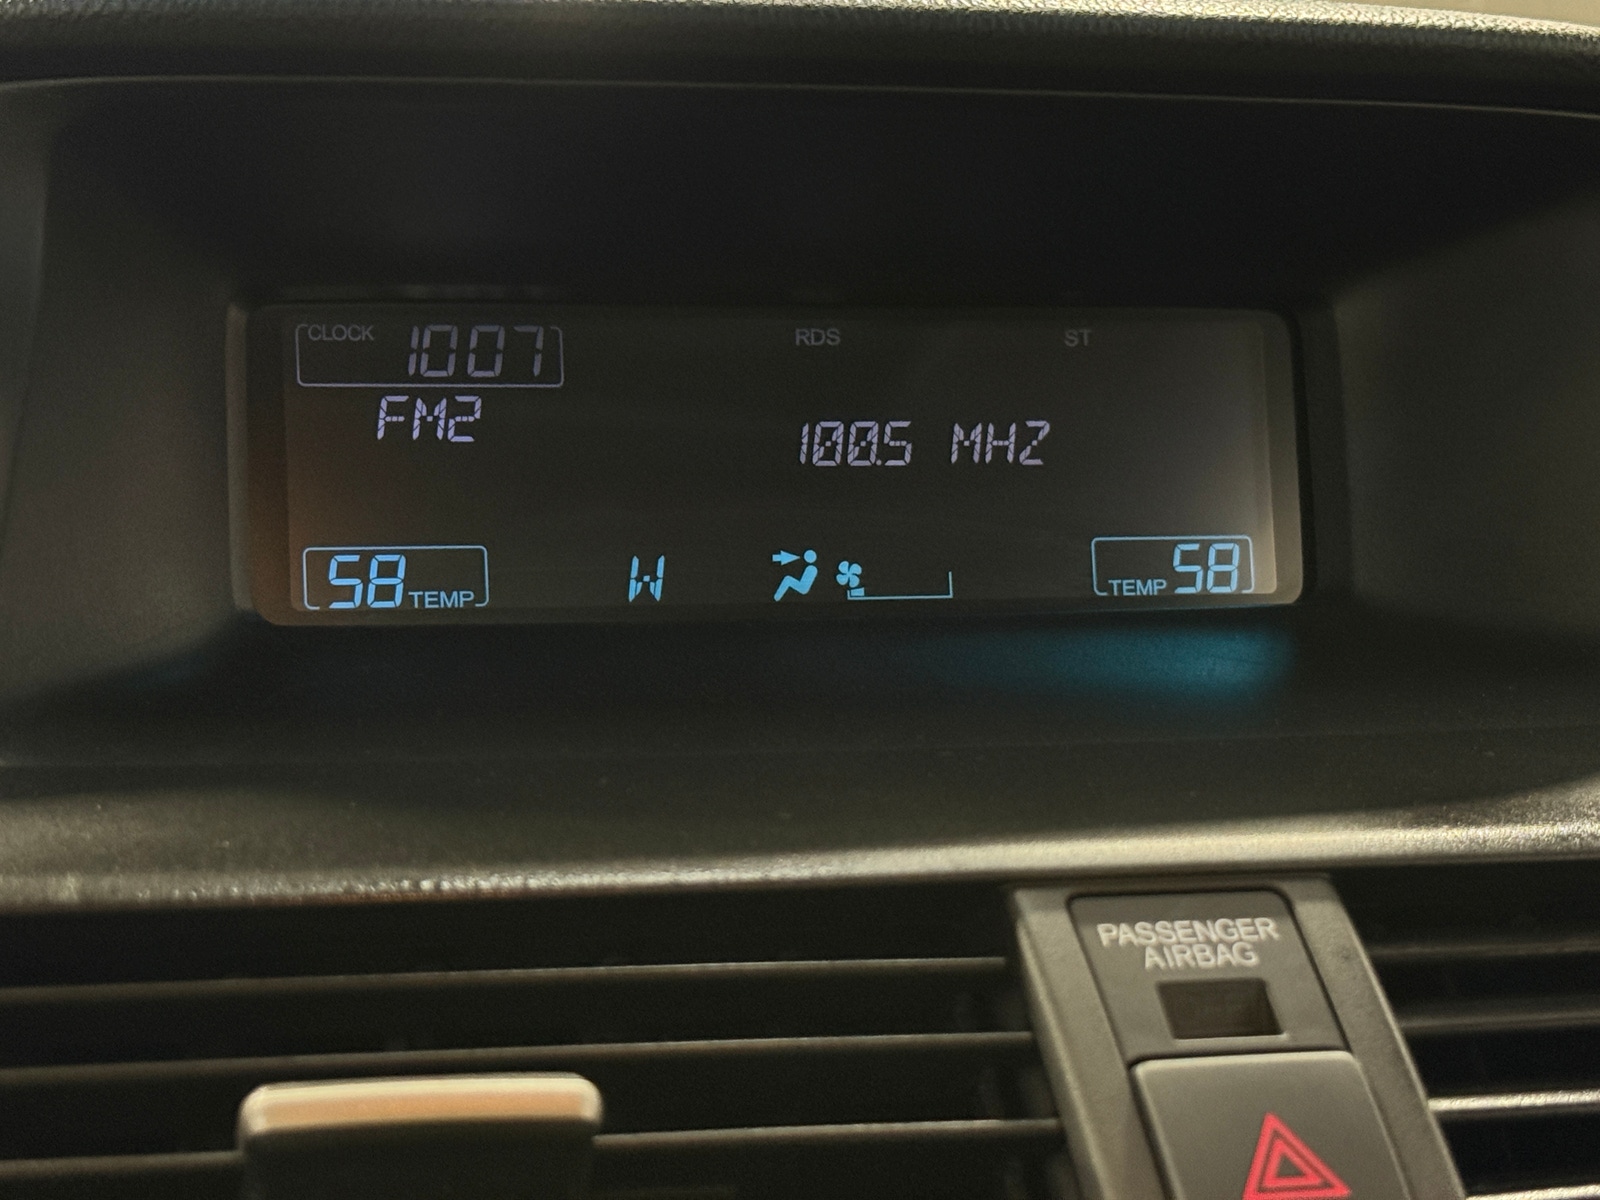 CLOCK 1007
RDS
ST
FM2
100.5 MHZ
58 TEMP
W
TEMP 58
PASSENGER
AIRBAG